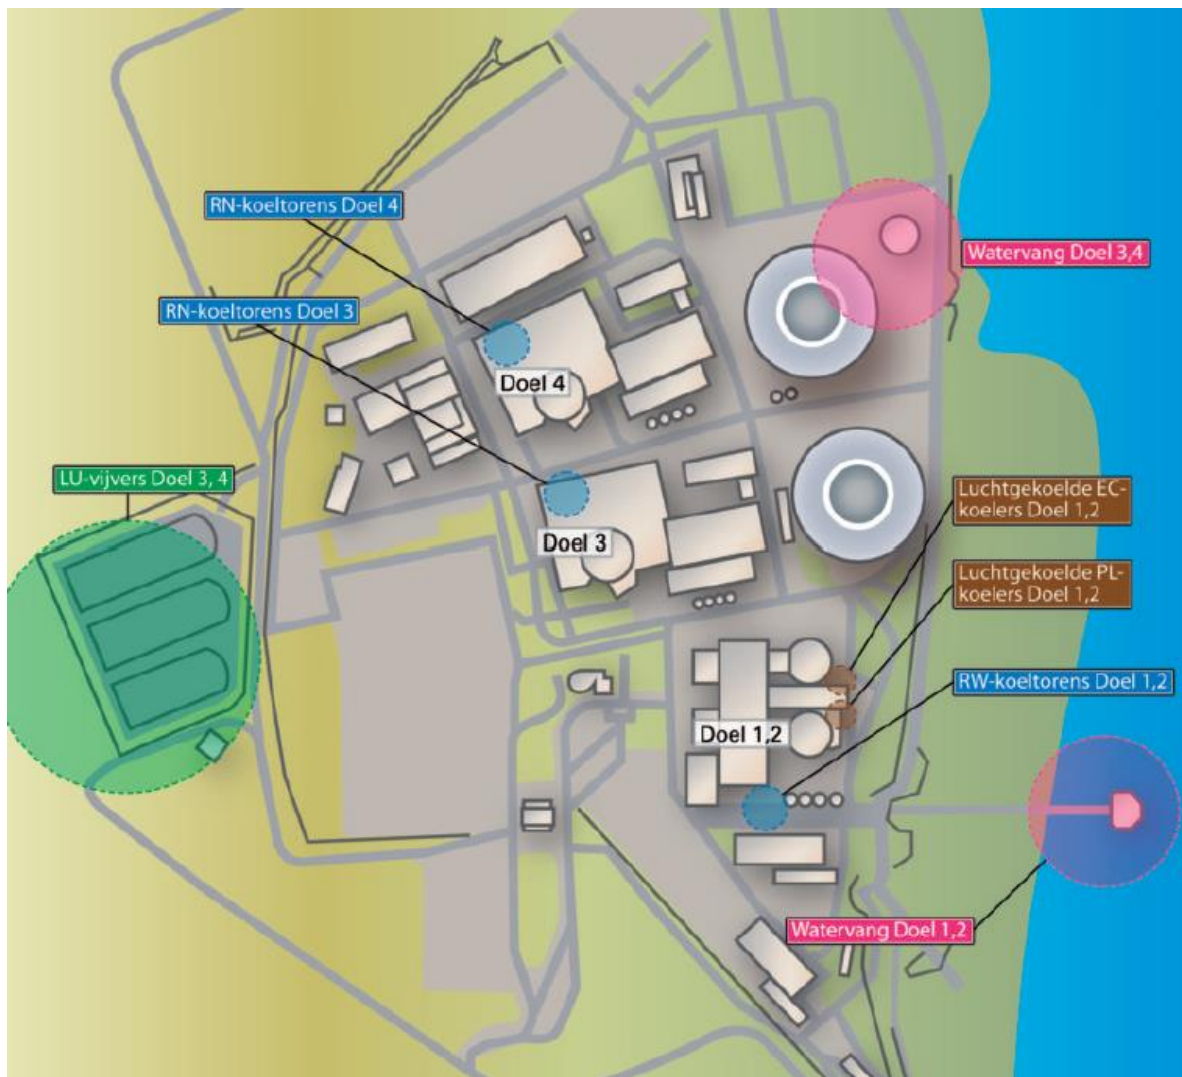 RN-koeltorens Doel 4
Watervang Doel 3,4
RN-koeltorens Doel 3
Doel 4
LU-vijvers Doel 3, 4
Luchtgekoelde EC-
koelers Doel 1,2
Doel 3
Luchtgekoelde PL-
koelers Doel 1,2
RW-koeltorens Doel 1,2
Doel 1,2
Watervang Doel 1,2